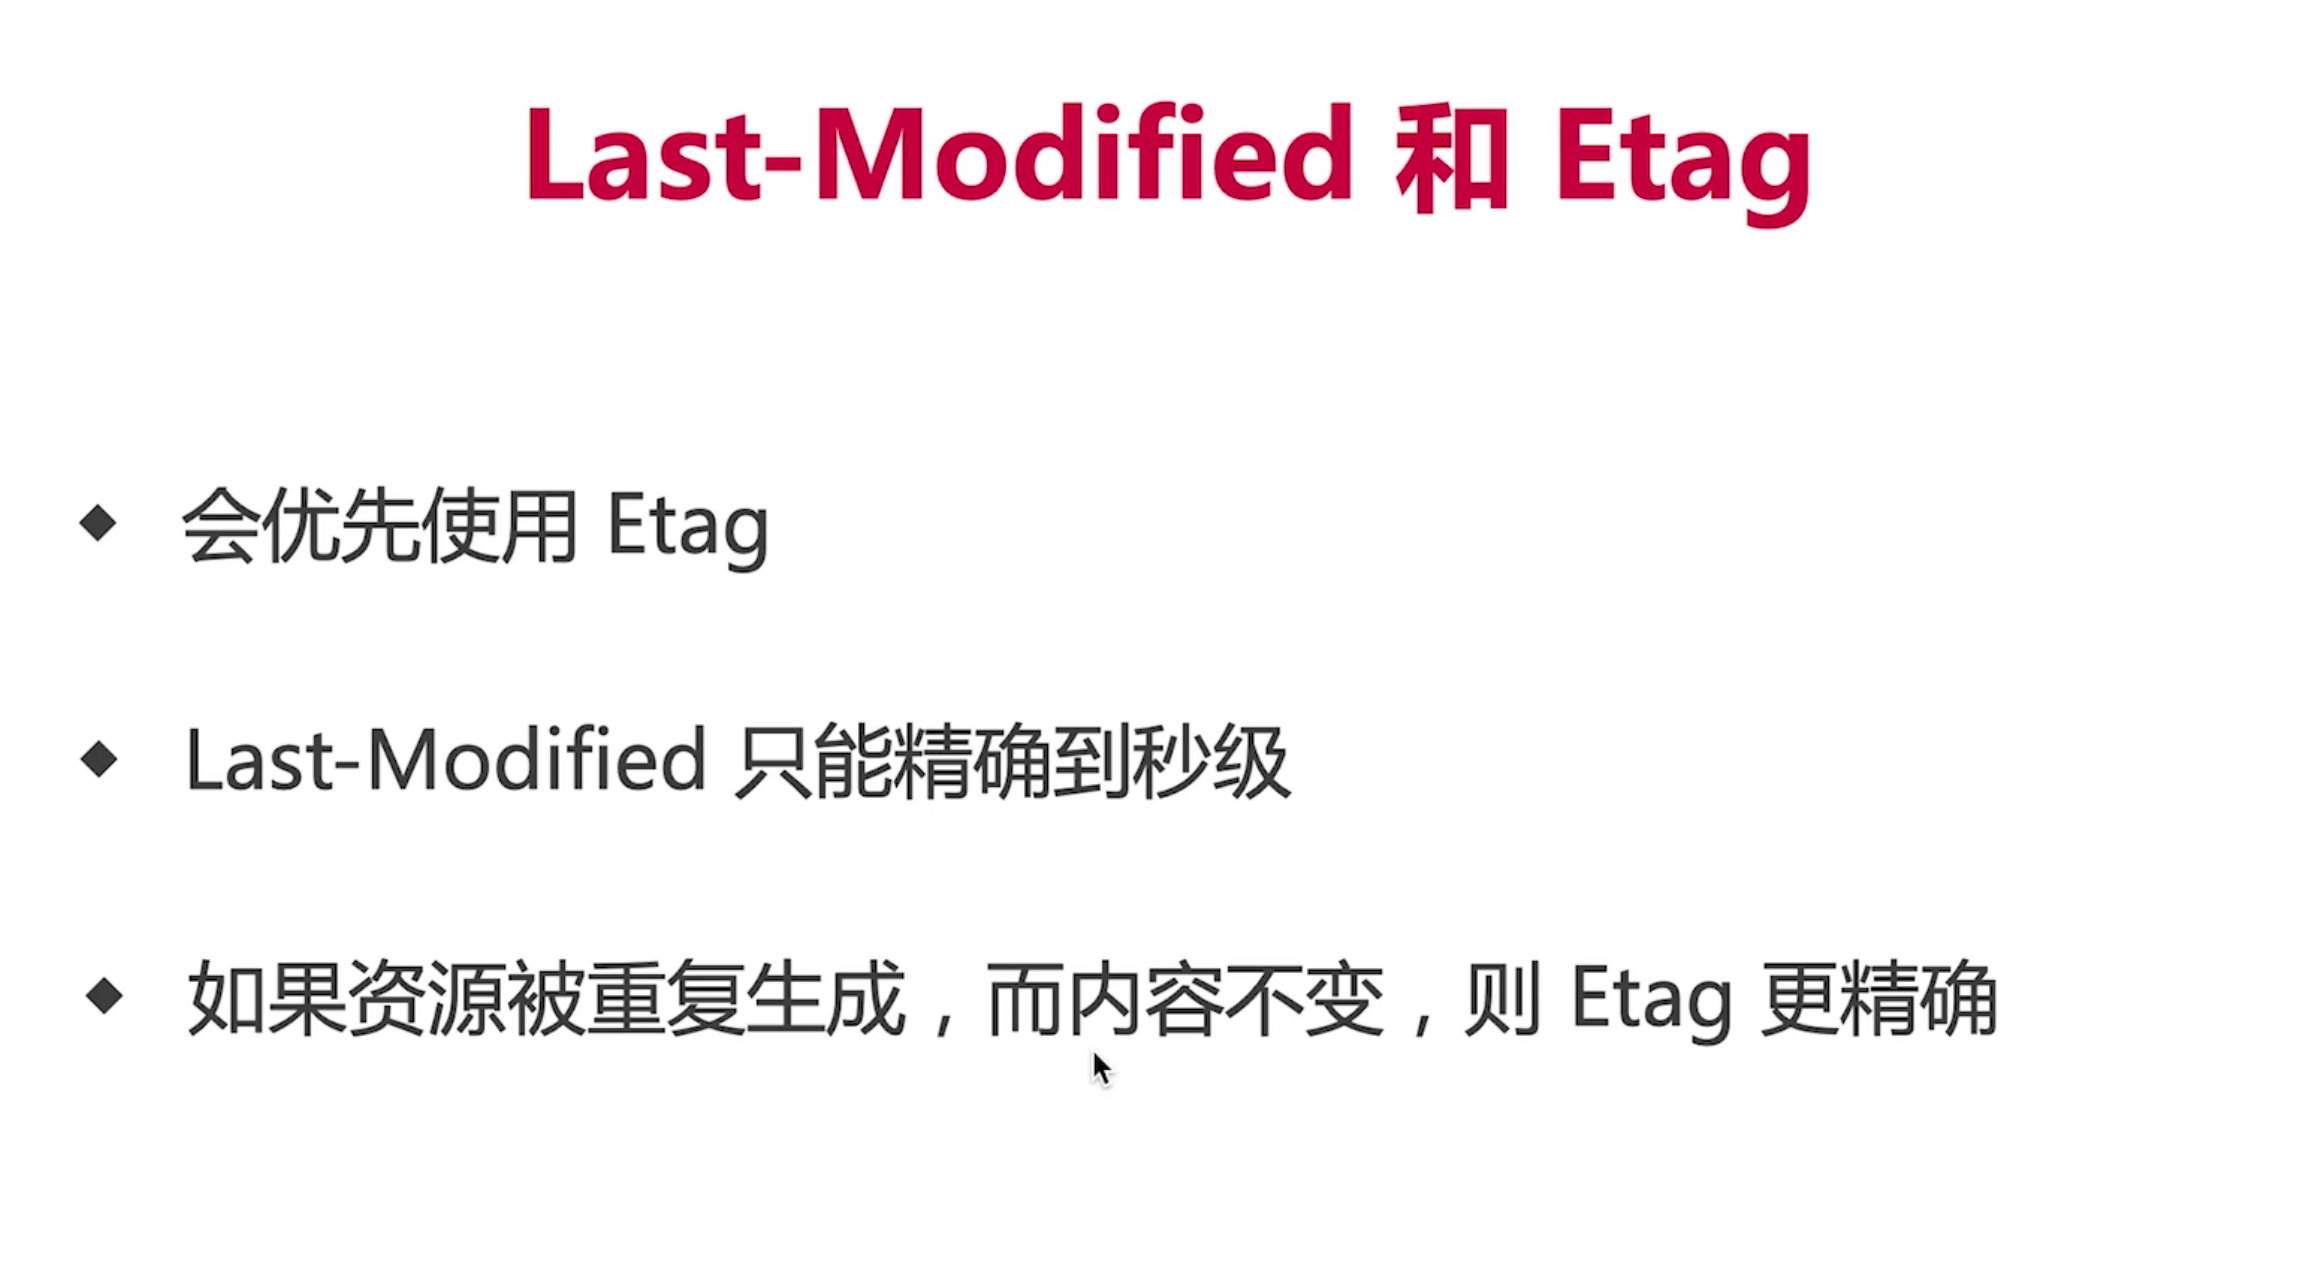 Last-Modified 和 Etag
◆ 会优先使用 Etag
◆ Last-Modified 只能精确到秒级
◆ 如果资源被重复生成，而内容不变，则 Etag 更精确